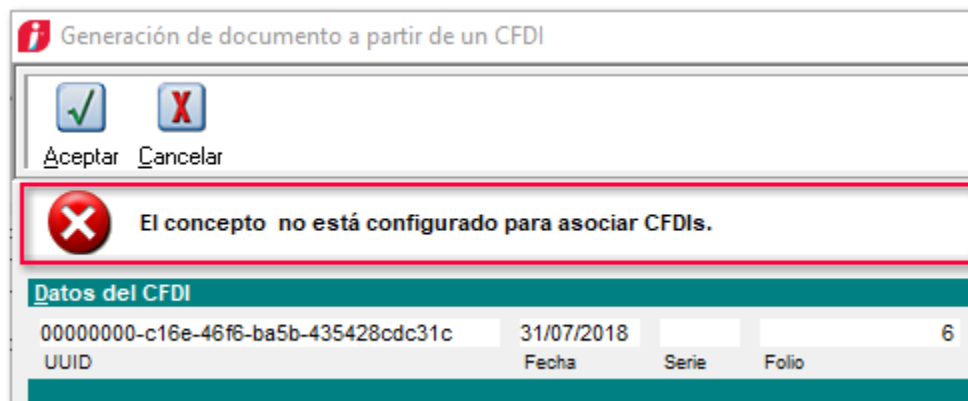 Generación de documento a partir de un CFDI
Aceptar Cancelar
El concepto no está configurado para asociar CFDIs.
Datos del CFDI
00000000-c16e-46f6-ba5b-435428cdc31c 31/07/2018 6
UUID Fecha Serie Folio